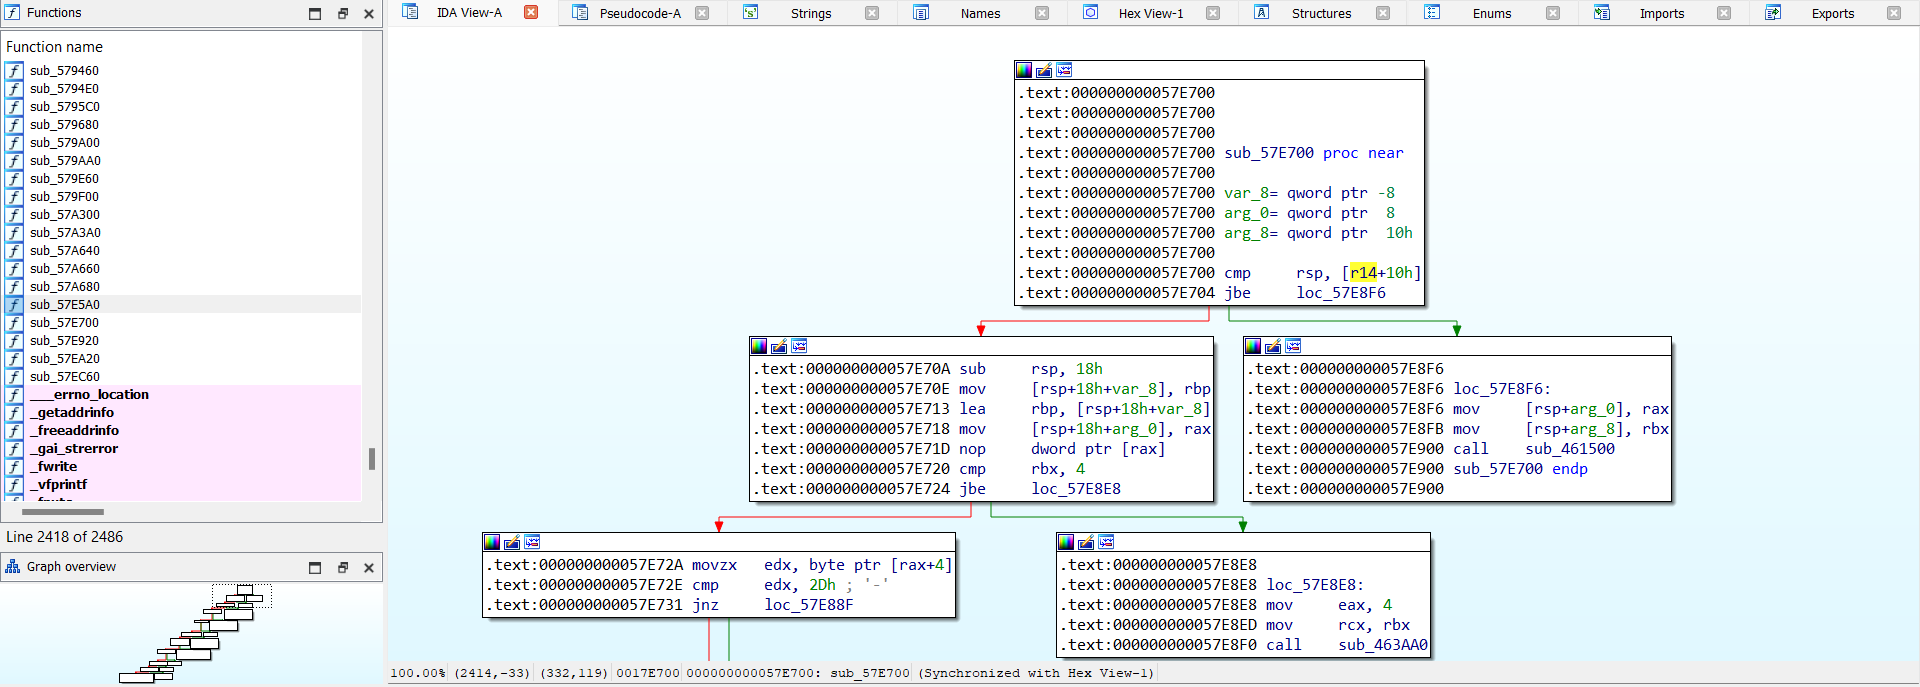 Functions
IDA View-A
Pseudocode-A
Strings
Names
Hex View-1
Structures
Enums
Imports
Exports
Function name
sub_579460
sub_5794E0
sub_5795C0
sub_579680
sub_579A00
sub_579AA0
sub_579E60
sub_579F00
sub_57A300
sub_57A3A0
sub_57A640
sub_57A660
sub_57A680
sub_57E5A0
sub_57E700
sub_57E920
sub_57EA20
sub_57EC60
___errno_location
_getaddrinfo
_freeaddrinfo
_gai_strerror
_fwrite
_vfprintf
Line 2418 of 2486
Graph overview
.text:000000000057E700
.text:000000000057E700
.text:000000000057E700
.text:000000000057E700 sub_57E700 proc near
.text:000000000057E700
.text:000000000057E700 var_8= qword ptr -8
.text:000000000057E700 arg_0= qword ptr  8
.text:000000000057E700 arg_8= qword ptr  10h
.text:000000000057E700
.text:000000000057E700 cmp     rsp, [r14+10h]
.text:000000000057E704 jbe     loc_57E8F6
.text:000000000057E70A sub     rsp, 18h
.text:000000000057E70E mov     [rsp+18h+var_8], rbp
.text:000000000057E713 lea     rbp, [rsp+18h+var_8]
.text:000000000057E718 mov     [rsp+18h+arg_0], rax
.text:000000000057E71D nop     dword ptr [rax]
.text:000000000057E720 cmp     rbx, 4
.text:000000000057E724 jbe     loc_57E8E8
.text:000000000057E8F6
.text:000000000057E8F6 loc_57E8F6:
.text:000000000057E8F6 mov     [rsp+arg_0], rax
.text:000000000057E8FB mov     [rsp+arg_8], rbx
.text:000000000057E900 call    sub_461500
.text:000000000057E900 sub_57E700 endp
.text:000000000057E900
.text:000000000057E72A movzx   edx, byte ptr [rax+4]
.text:000000000057E72E cmp     edx, 2Dh ; '-'
.text:000000000057E731 jnz     loc_57E88F
.text:000000000057E8E8
.text:000000000057E8E8 loc_57E8E8:
.text:000000000057E8E8 mov     eax, 4
.text:000000000057E8ED mov     rcx, rbx
.text:000000000057E8F0 call    sub_463AA0
100.00% (2414,-33) (332,119) 0017E700 000000000057E700: sub_57E700 (Synchronized with Hex View-1)